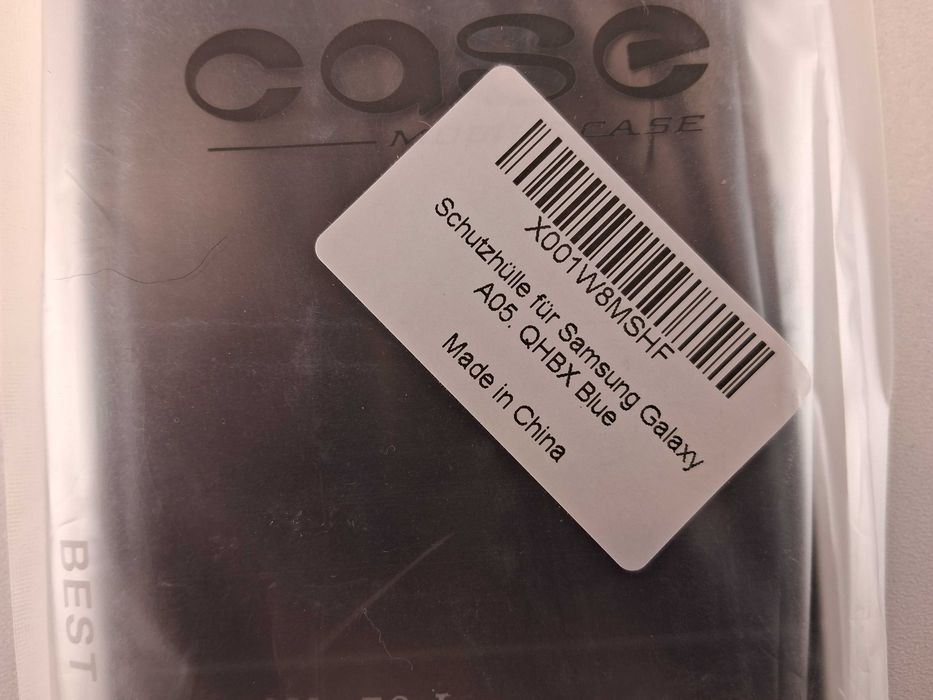 case
CASE
X001W8MSHF
Schutzhülle für Samsung Galaxy
A05. QHBX Blue
Made in China
BEST